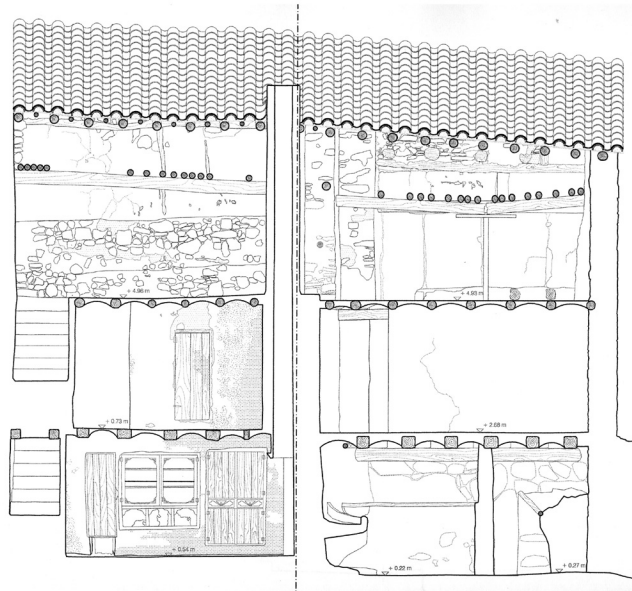 + 4.96 m
+ 4.93 m
+ 0.73 m
+ 2.68 m
+ 0.54 m
+ 0.22 m
+ 0.27 m